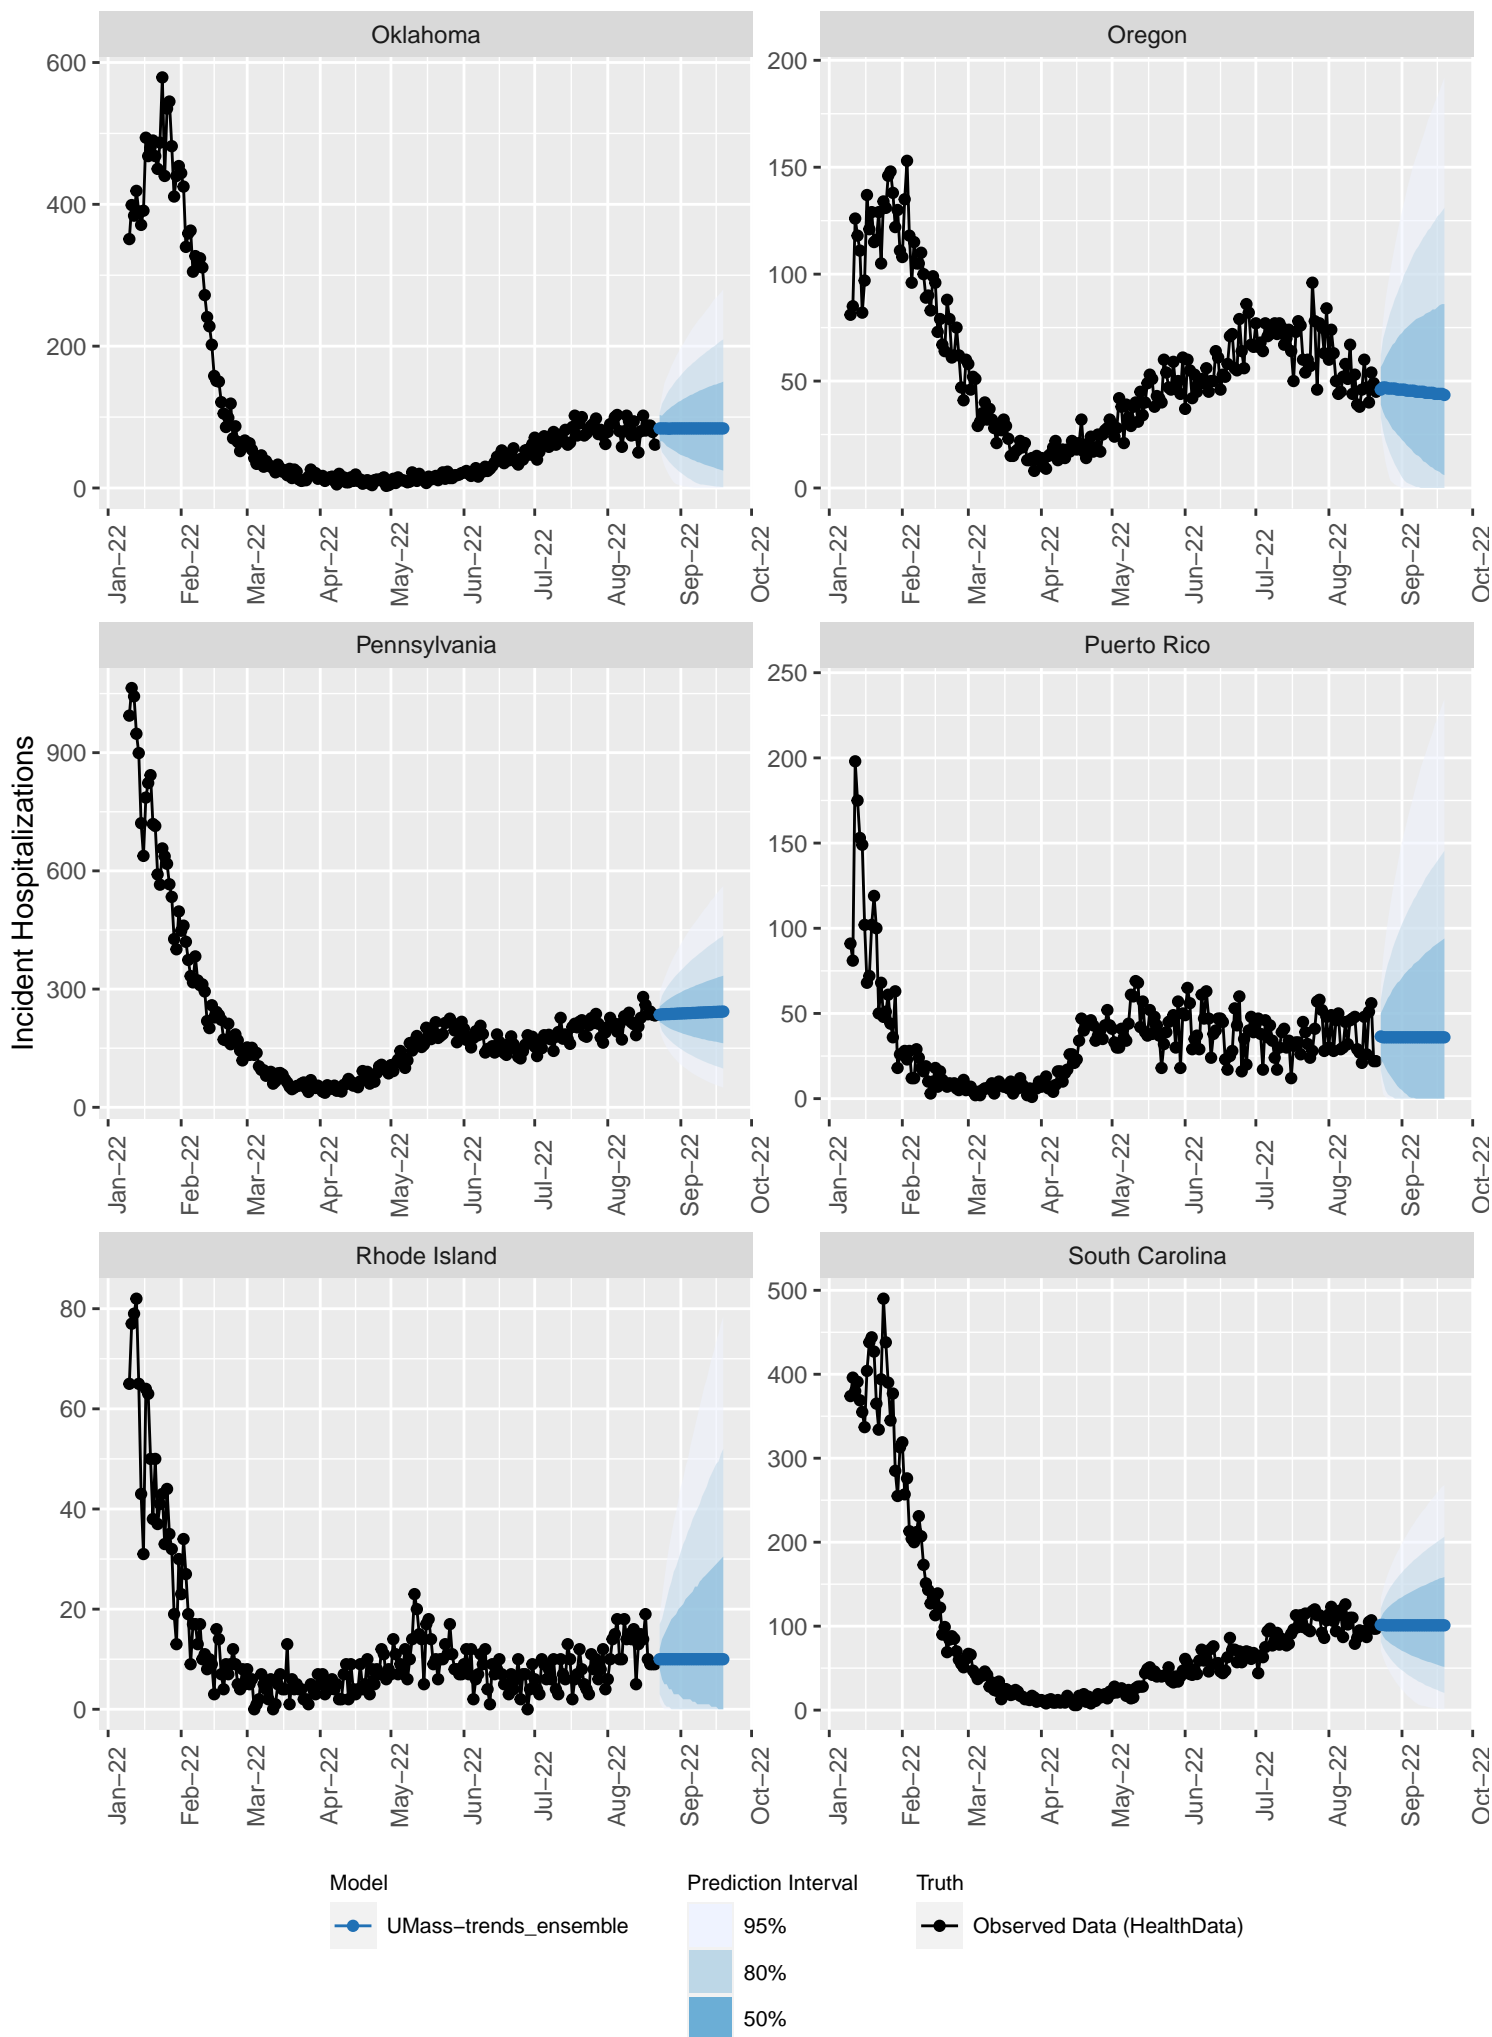 Oklahoma
Oregon
600
400
200
0
200
150
100
50
0
Jan−22
Feb−22
Mar−22
Apr−22
May−22
Jun−22
Jul−22
Aug−22
Sep−22
Oct−22
Jan−22
Feb−22
Mar−22
Apr−22
May−22
Jun−22
Jul−22
Aug−22
Sep−22
Oct−22
Pennsylvania
Puerto Rico
Incident Hospitalizations
900
600
300
0
250
200
150
100
50
0
Jan−22
Feb−22
Mar−22
Apr−22
May−22
Jun−22
Jul−22
Aug−22
Sep−22
Oct−22
Jan−22
Feb−22
Mar−22
Apr−22
May−22
Jun−22
Jul−22
Aug−22
Sep−22
Oct−22
Rhode Island
South Carolina
80
60
40
20
0
500
400
300
200
100
0
Jan−22
Feb−22
Mar−22
Apr−22
May−22
Jun−22
Jul−22
Aug−22
Sep−22
Oct−22
Jan−22
Feb−22
Mar−22
Apr−22
May−22
Jun−22
Jul−22
Aug−22
Sep−22
Oct−22
Model
UMass−trends_ensemble
Prediction Interval
95%
80%
50%
Truth
Observed Data (HealthData)